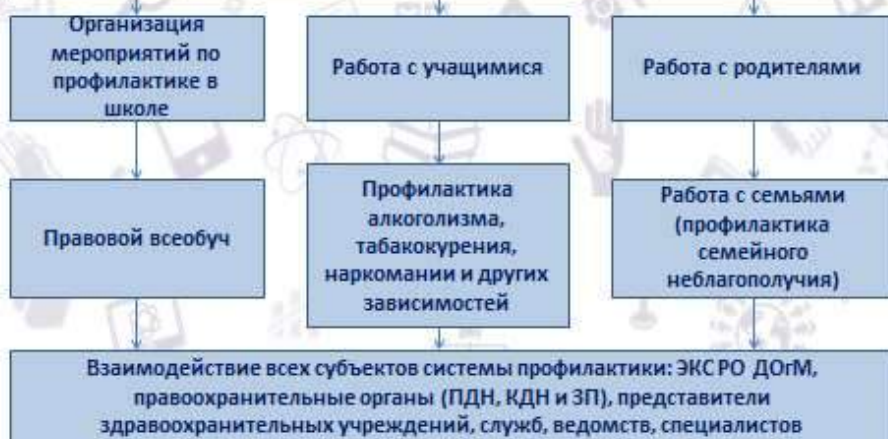 Организация
мероприятий по
профилактике в
школе
Работа с учащимися
Работа с родителями
Правовой всеобуч
Профилактика
алкоголизма,
табакокурения,
наркомании и других
зависимостей
Работа с семьями
(профилактика
семейного
неблагополучия)
Взаимодействие всех субъектов системы профилактики: ЭКСРО ДОгМ,
правоохранительные органы (ПДН, КДН и ЗП), представители
здравоохранительных учреждений, служб, ведомств, специалистов